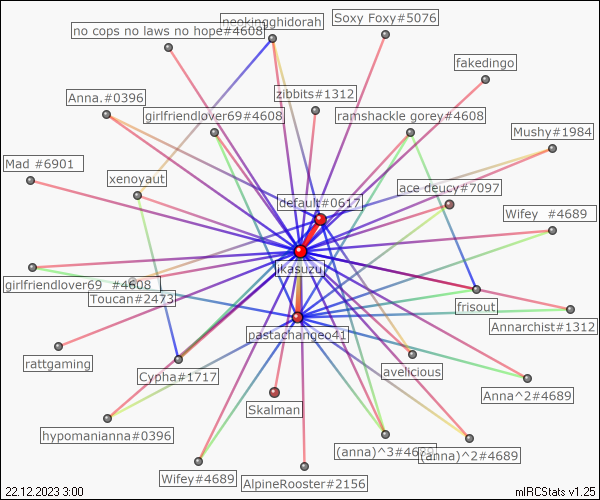 neekingghidorah
Soxy Foxy#5076
no cops no laws no hope#4608
fakedingo
zibbits#1312
Anna.#0396
girlfriendlover69#4608
ramshackle gorey#4608
Mushy#1984
Mad #6901
xenoyaut
ace deucy#7097
default#0617
Wifey #4689
jkasuzu
girlfriendlover69 #4608
Toucan#2473
frisout
Annarchist#1312
pastachangeo41
rattgaming
avelicious
Cypha#1717
Anna^2#4689
Skalman
hypomanianna#0396
(anna)^3#4689
(anna)^2#4689
Wifey#4689
AlpineRooster#2156
22.12.2023 3:00
mIRCStats v1.25